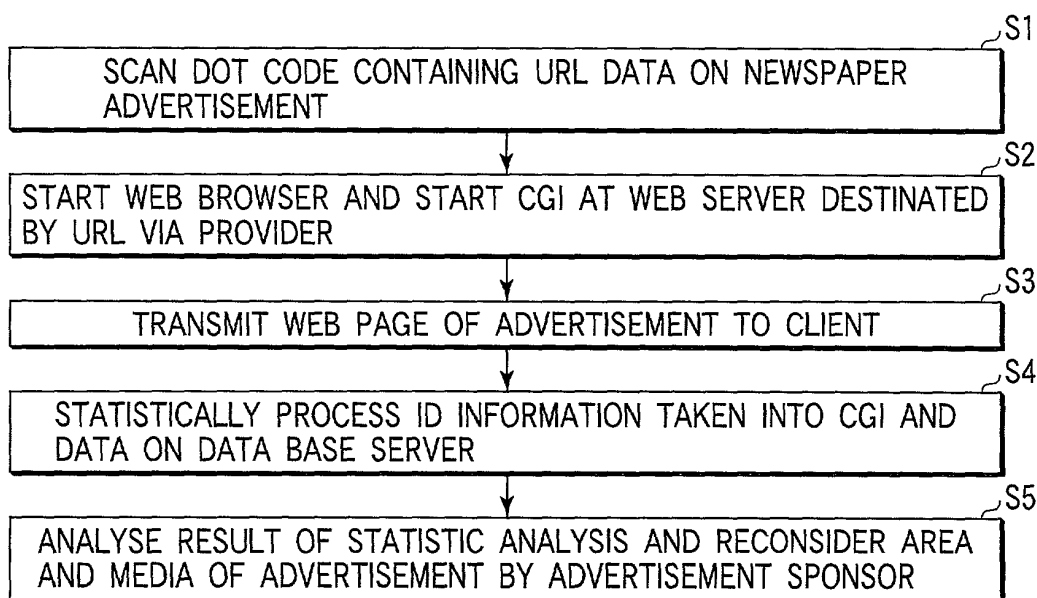 S1
SCAN DOT CODE CONTAINING URL DATA ON NEWSPAPER
ADVERTISEMENT
S2
START WEB BROWSER AND START CGI AT WEB SERVER DESTINATED
BY URL VIA PROVIDER
S3
TRANSMIT WEB PAGE OF ADVERTISEMENT TO CLIENT
S4
STATISTICALLY PROCESS ID INFORMATION TAKEN INTO CGI AND
DATA ON DATA BASE SERVER
S5
ANALYSE RESULT OF STATISTIC ANALYSIS AND RECONSIDER AREA
AND MEDIA OF ADVERTISEMENT BY ADVERTISEMENT SPONSOR